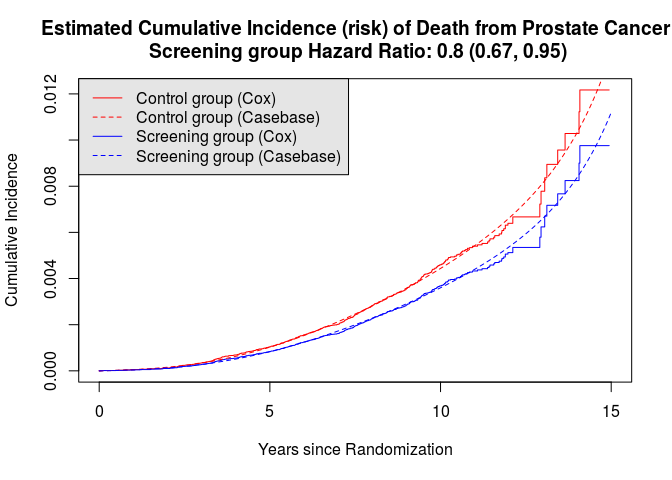 Estimated Cumulative Incidence (risk) of Death from Prostate Cancer
Screening group Hazard Ratio: 0.8 (0.67, 0.95)
Control group (Cox)
Control group (Casebase)
Screening group (Cox)
Screening group (Casebase)
Cumulative Incidence
0.012
0.008
0.004
0.000
0
5
10
15
Years since Randomization